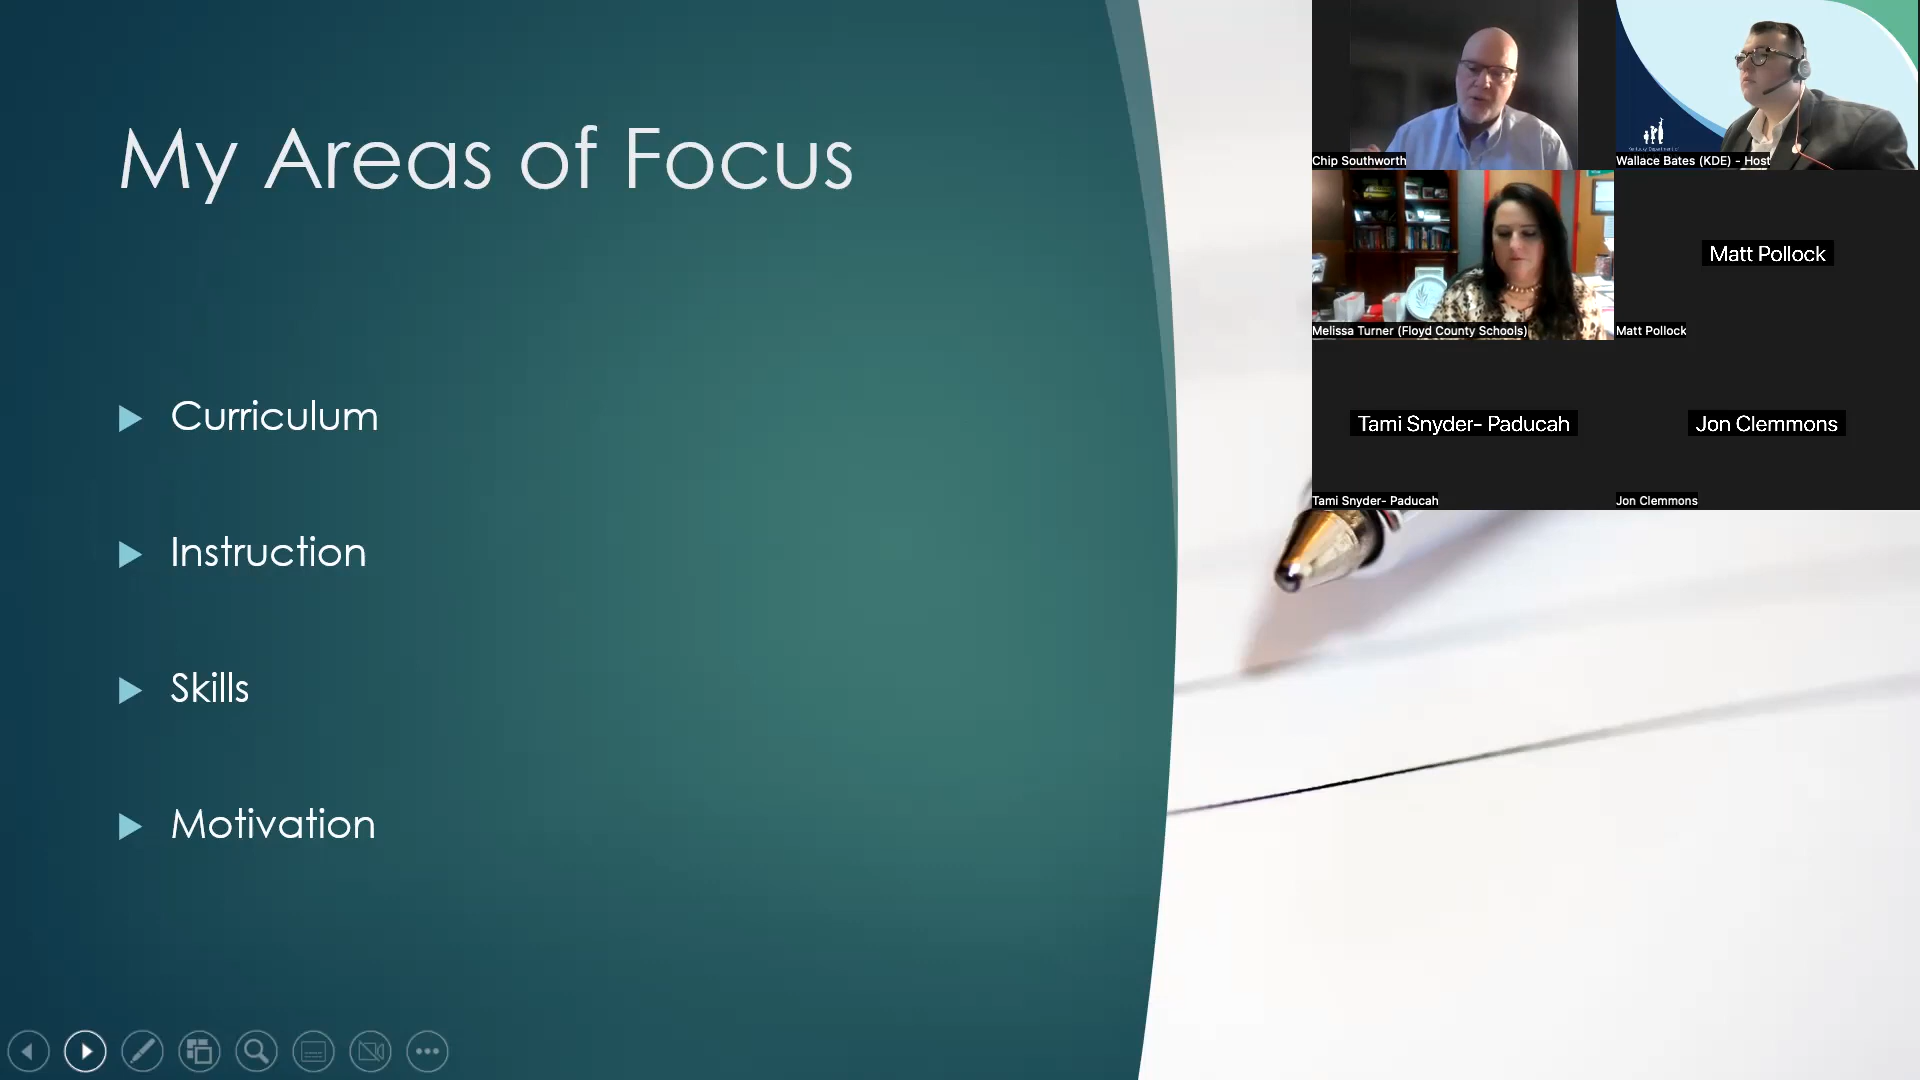 My Areas of Focus
Curriculum
Instruction
Skills
Motivation
Chip Southworth
Wallace Bates (KDE) - Host
Melissa Turner (Floyd County Schools)
Matt Pollock
Matt Pollock
Tami Snyder- Paducah
Tami Snyder- Paducah
Jon Clemmons
Jon Clemmons